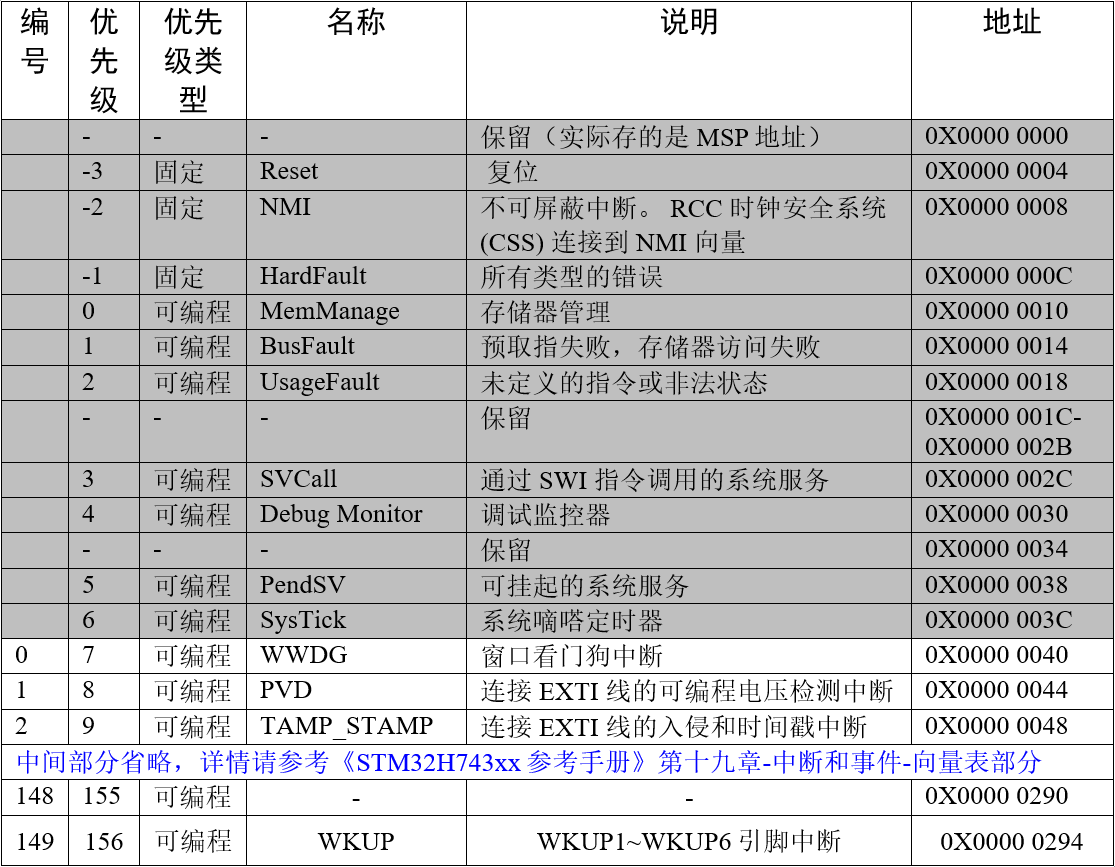 编号 优先级 优先级类型 名称 说明 地址
- - - 保留（实际存的是 MSP 地址） 0X0000 0000
-3 固定 Reset 复位 0X0000 0004
-2 固定 NMI 不可屏蔽中断。 RCC 时钟安全系统 0X0000 0008
(CSS) 连接到 NMI 向量
-1 固定 HardFault 所有类型的错误 0X0000 000C
0 可编程 MemManage 存储器管理 0X0000 0010
1 可编程 BusFault 预取指失败，存储器访问失败 0X0000 0014
2 可编程 UsageFault 未定义的指令或非法状态 0X0000 0018
- - - 保留 0X0000 001C-
0X0000 002B
3 可编程 SVCall 通过 SWI 指令调用的系统服务 0X0000 002C
4 可编程 Debug Monitor 调试监控器 0X0000 0030
- - - 保留 0X0000 0034
5 可编程 PendSV 可挂起的系统服务 0X0000 0038
6 可编程 SysTick 系统嘀嗒定时器 0X0000 003C
0 7 可编程 WWDG 窗口看门狗中断 0X0000 0040
1 8 可编程 PVD 连接 EXTI 线的可编程电压检测中断 0X0000 0044
2 9 可编程 TAMP_STAMP 连接 EXTI 线的入侵和时间戳中断 0X0000 0048
中间部分省略，详情请参考《STM32H743xx 参考手册》第十九章-中断和事件-向量表部分
148 155 可编程 - - 0X0000 0290
149 156 可编程 WKUP WKUP1~WKUP6 引脚中断 0X0000 0294